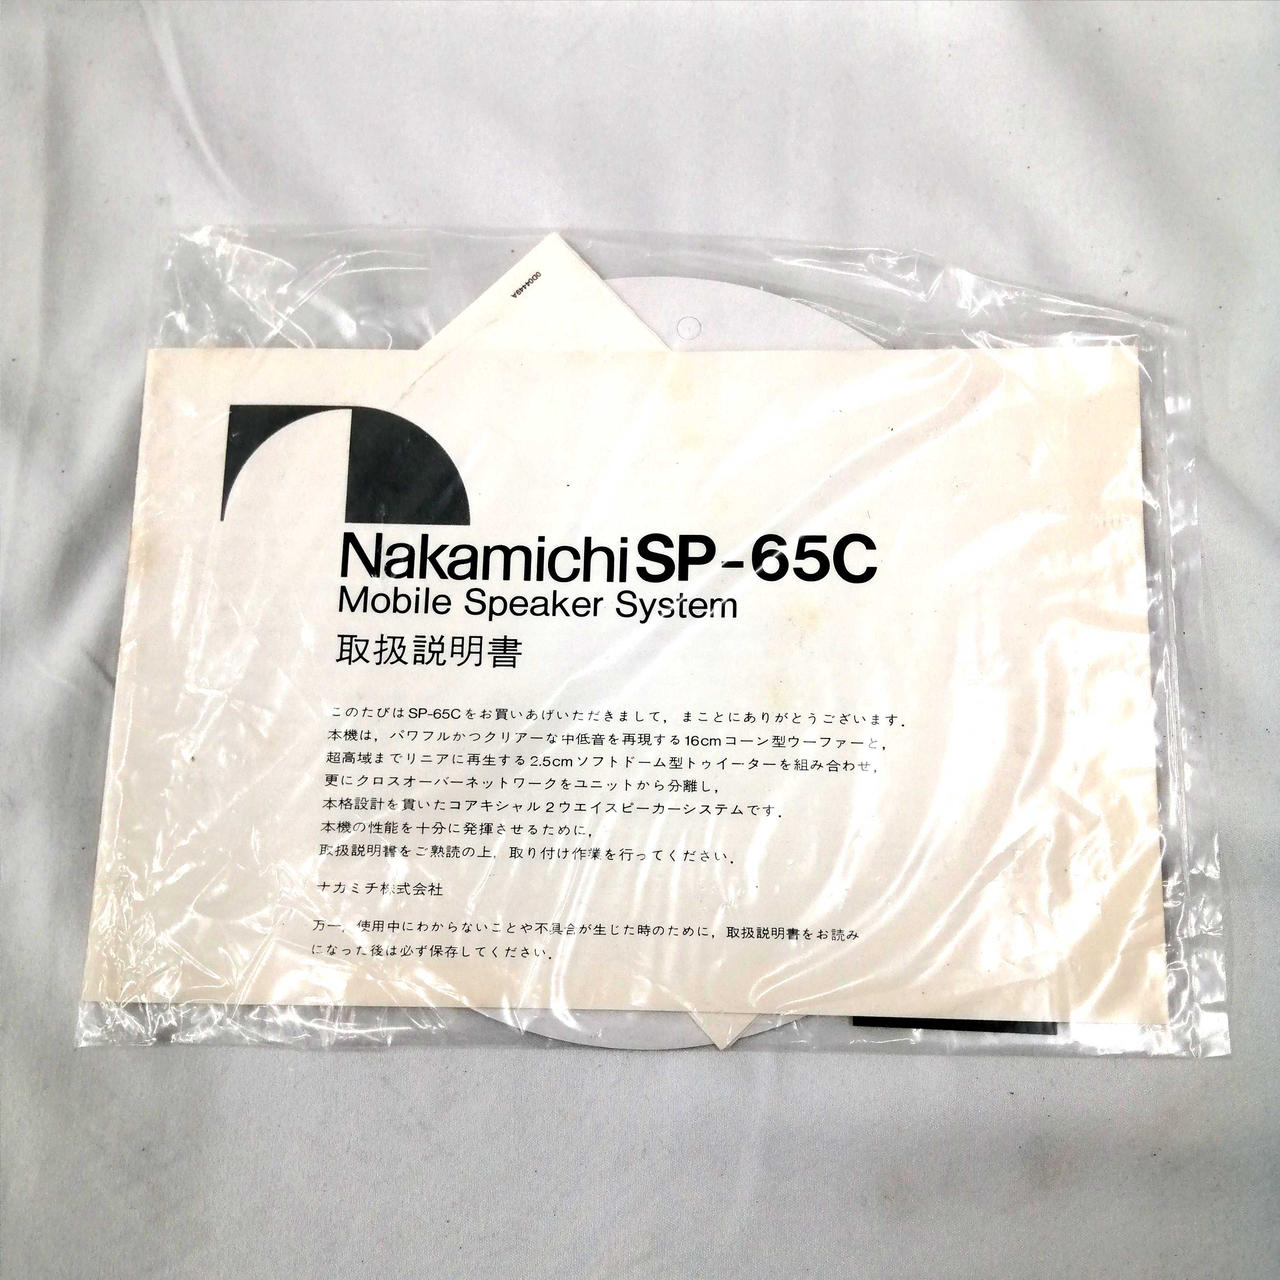 0D04449A
Nakamichi SP-65C
Mobile Speaker System
取扱説明書
このたびはSP-65Cをお買いあげいただきまして，まことにありがとうございます．
本機は，パワフルかつクリアーな中低音を再現する16cmコーン型ウーファーと，
超高域までリニアに再生する2.5cmソフトドーム型トゥイーターを組み合わせ，
更にクロスオーバーネットワークをユニットから分離し，
本格設計を貫いたコアキシャル2ウエイスピーカーシステムです．
本機の性能を十分に発揮させるために，
取扱説明書をご熟読の上，取り付け作業を行ってください．
ナカミチ株式会社
万一，使用中にわからないことや不具合が生じた時のために，取扱説明書をお読み
になった後は必ず保存してください．